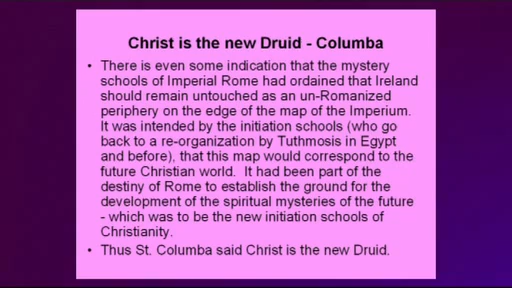 Christ is the new Druid - Columba
• There is even some indication that the mystery
schools of Imperial Rome had ordained that Ireland
should remain untouched as an un-Romanized
periphery on the edge of the map of the Imperium.
It was intended by the initiation schools (who go
back to a re-organization by Tuthmosis in Egypt
and before), that this map would correspond to the
future Christian world. It had been part of the
destiny of Rome to establish the ground for the
development of the spiritual mysteries of the future
- which was to be the new initiation schools of
Christianity.
• Thus St. Columba said Christ is the new Druid.